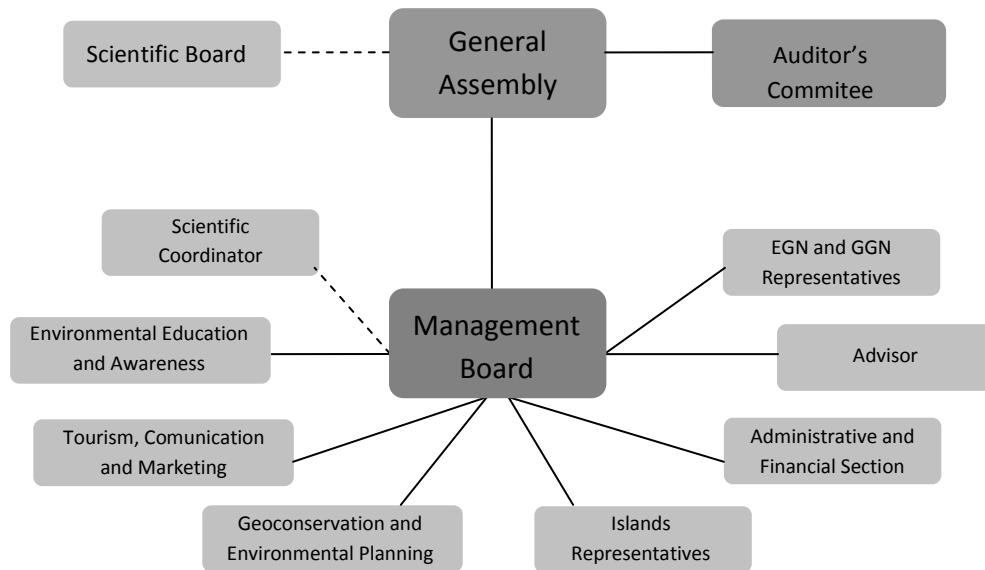 Scientific Board
General
Assembly
Auditor's
Commitee
Scientific
Coordinator
EGN and GGN
Representatives
Management
Board
Environmental Education
and Awareness
Advisor
Tourism, Comunication
and Marketing
Administrative and
Financial Section
Geoconservation and
Environmental Planning
Islands
Representatives